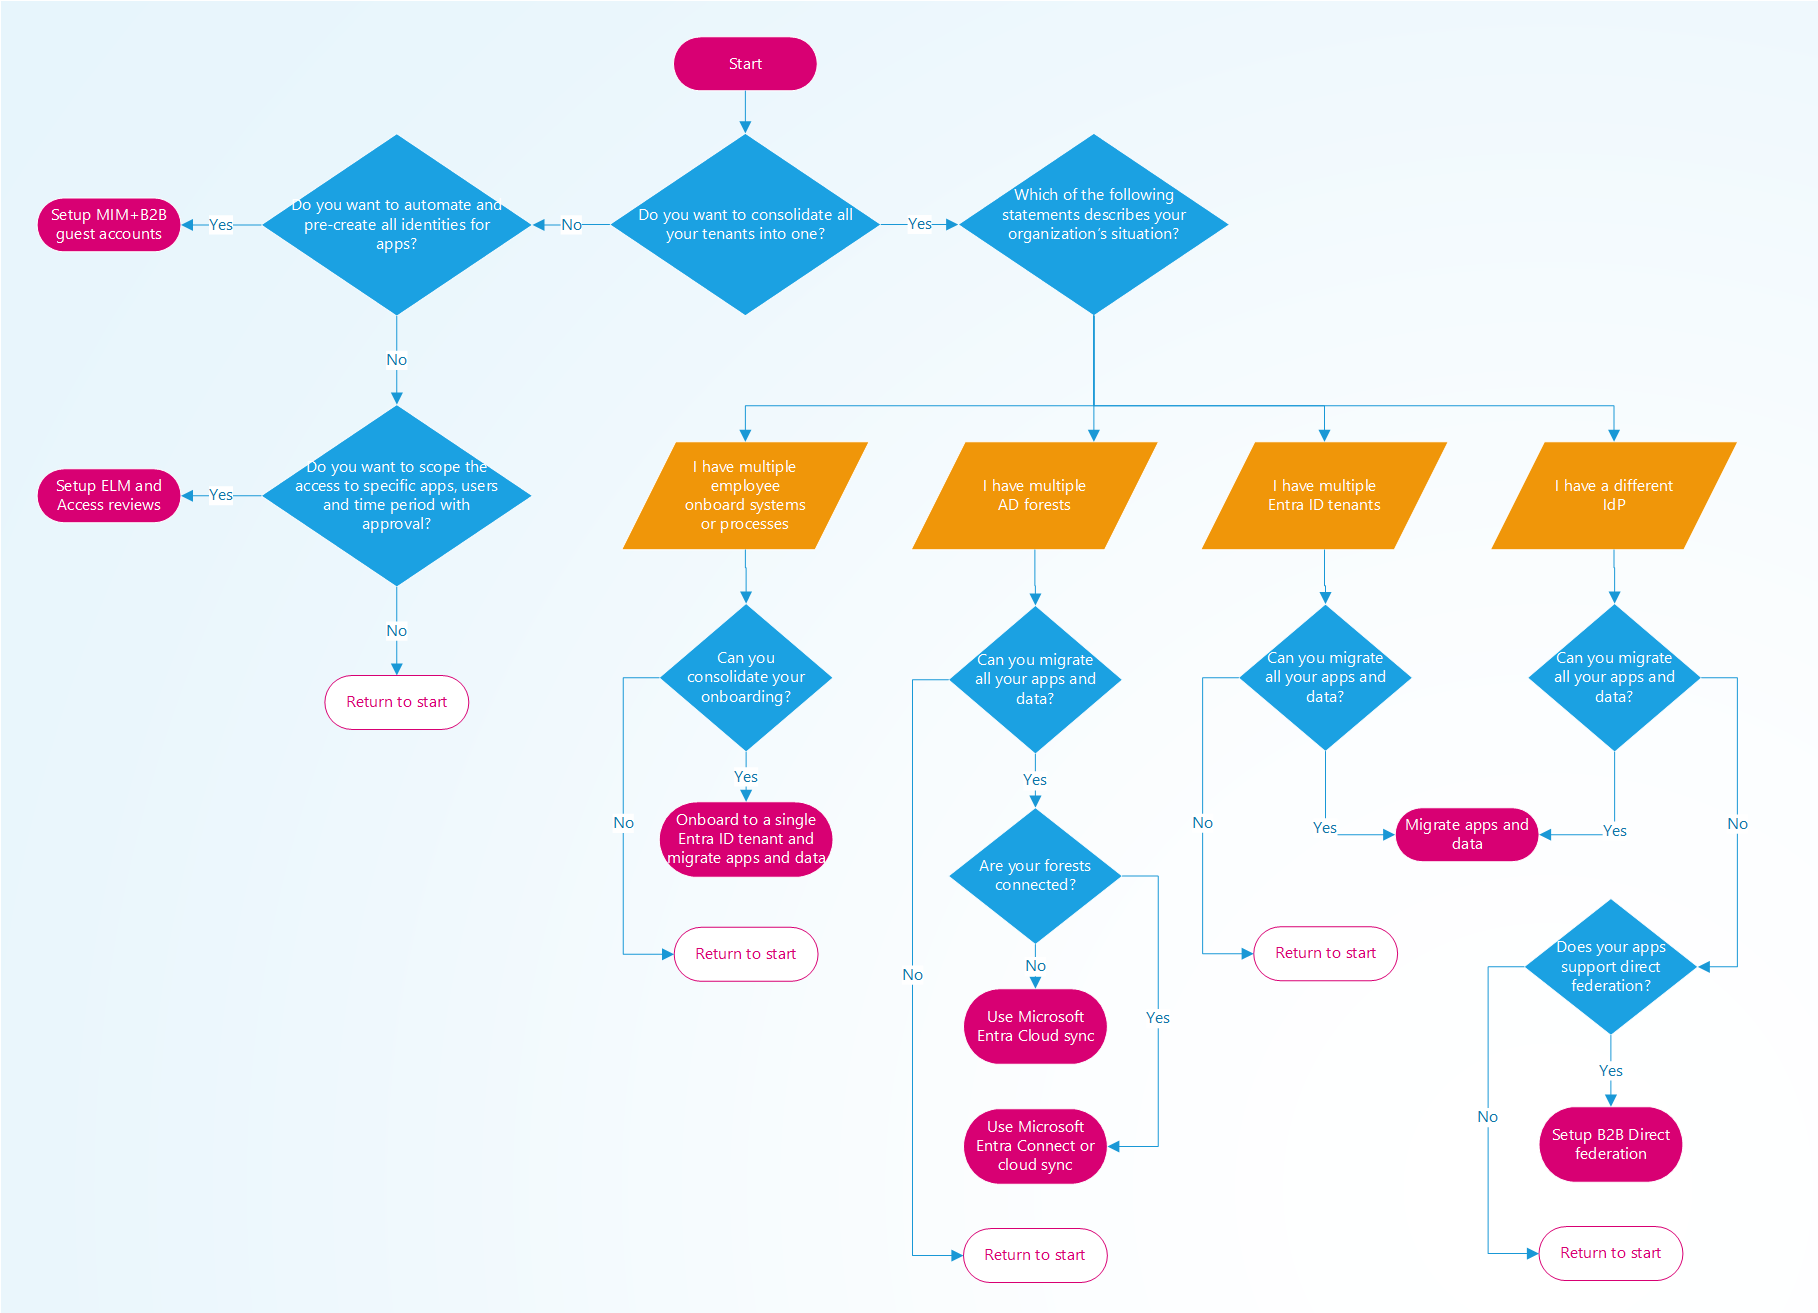 Start
Do you want to automate and
pre-create all identities for
apps?
Do you want to consolidate all
your tenants into one?
Which of the following
statements describes your
organization's situation?
Setup MIM+B2B
guest accounts
Yes
No
Yes
No
Do you want to scope the
access to specific apps, users
and time period with
approval?
Setup ELM and
Access reviews
Yes
No
Return to start
I have multiple
employee
onboard systems
or processes
I have multiple
AD forests
I have multiple
Entra ID tenants
I have a different
IdP
Can you
consolidate your
onboarding?
Yes
No
Onboard to a single
Entra ID tenant and
migrate apps and data
Return to start
Can you migrate
all your apps and
data?
Yes
No
Are your forests
connected?
No
Yes
Use Microsoft
Entra Cloud sync
Use Microsoft
Entra Connect or
cloud sync
Return to start
Can you migrate
all your apps and
data?
No
Yes
Return to start
Can you migrate
all your apps and
data?
Yes
No
Migrate apps and
data
Does your apps
support direct
federation?
Yes
No
Setup B2B Direct
federation
Return to start